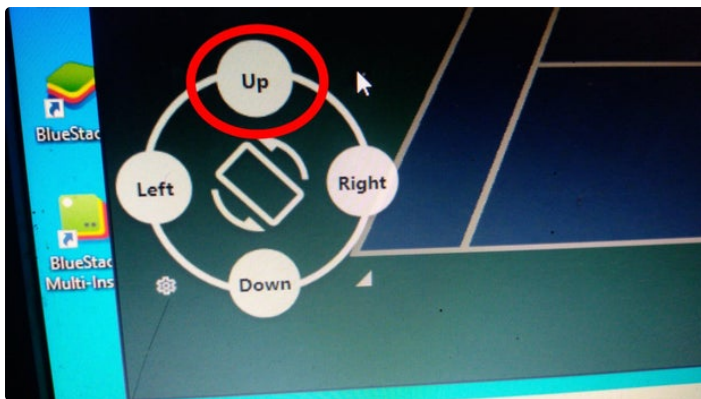 Up
BlueStac
Left
Right
BlueStac
Multi-Ins
Down